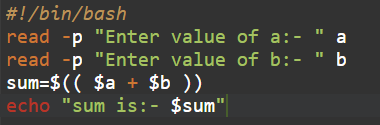 #!/bin/bash
read -p "Enter value of a:- " a
read -p "Enter value of b:- " b
sum=$(( $a + $b ))
echo "sum is:- $sum"